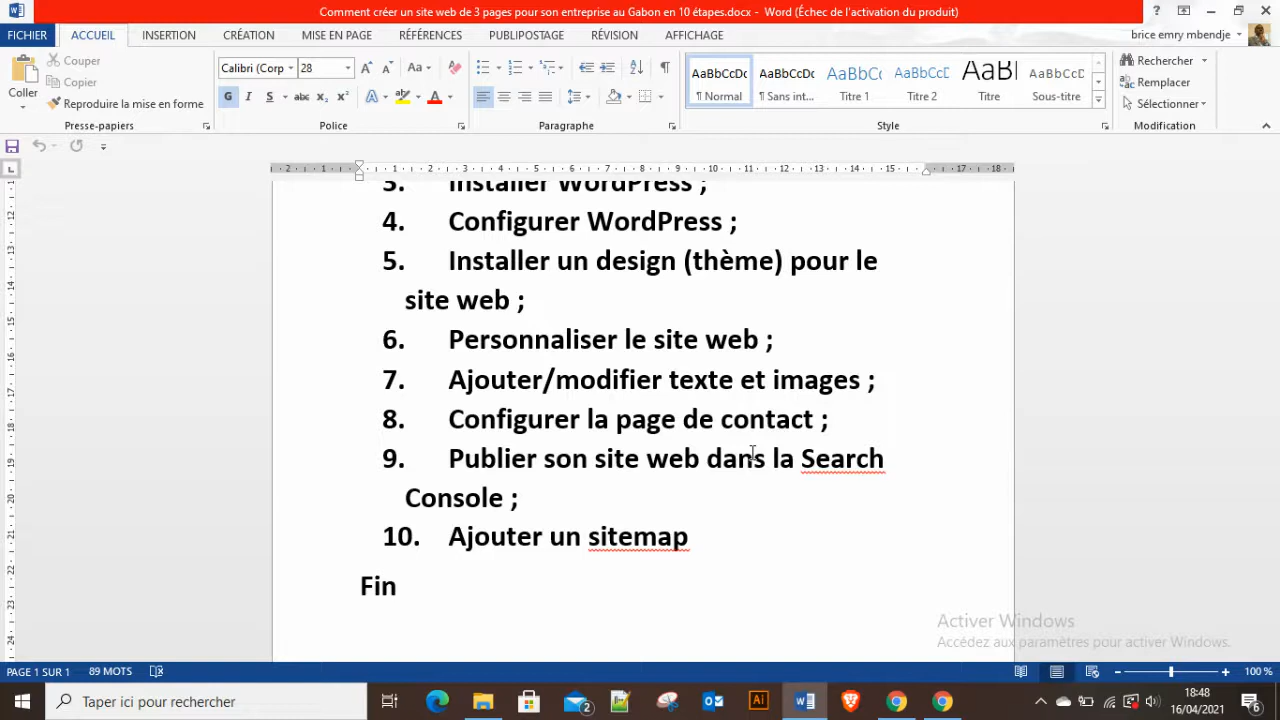 Comment créer un site web de 3 pages pour son entreprise au Gabon en 10 étapes.docx - Word (Échec de l'activation du produit)
FICHIER ACCUEIL INSERTION CRÉATION MISE EN PAGE RÉFÉRENCES PUBLIPOSTAGE RÉVISION AFFICHAGE brice emry mbendje
Coller
Couper
Copier
Reproduire la mise en forme
Presse-papiers
Calibri (Corp 28
Police
Paragraphe
AaBbCcDc AaBbCcDc AaBbCc AaBbCcC AaBl AaBbCcC
¶ Normal ¶ Sans int... Titre 1 Titre 2 Titre Sous-titre
Style
Rechercher
Remplacer
Sélectionner
Modification
3. Installer WordPress ;
4. Configurer WordPress ;
5. Installer un design (thème) pour le
site web ;
6. Personnaliser le site web ;
7. Ajouter/modifier texte et images ;
8. Configurer la page de contact ;
9. Publier son site web dans la Search
Console ;
10. Ajouter un sitemap
Fin
Activer Windows
Accédez aux paramètres pour activer Windows.
PAGE 1 SUR 1 89 MOTS 100 %
Taper ici pour rechercher
18:48
16/04/2021